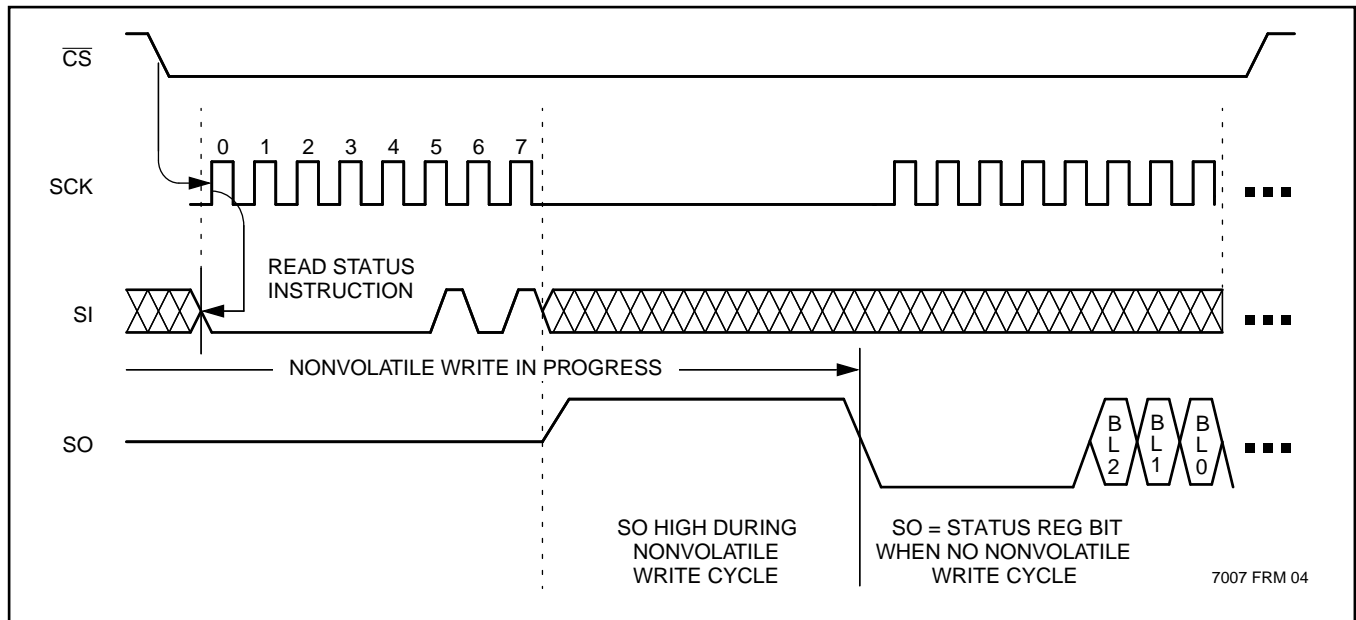 CS
0 1 2 3 4 5 6 7
SCK
READ STATUS
INSTRUCTION
SI
NONVOLATILE WRITE IN PROGRESS
SO
B
L
2
B
L
1
B
L
0
SO HIGH DURING
NONVOLATILE
WRITE CYCLE
SO = STATUS REG BIT
WHEN NO NONVOLATILE
WRITE CYCLE
7007 FRM 04